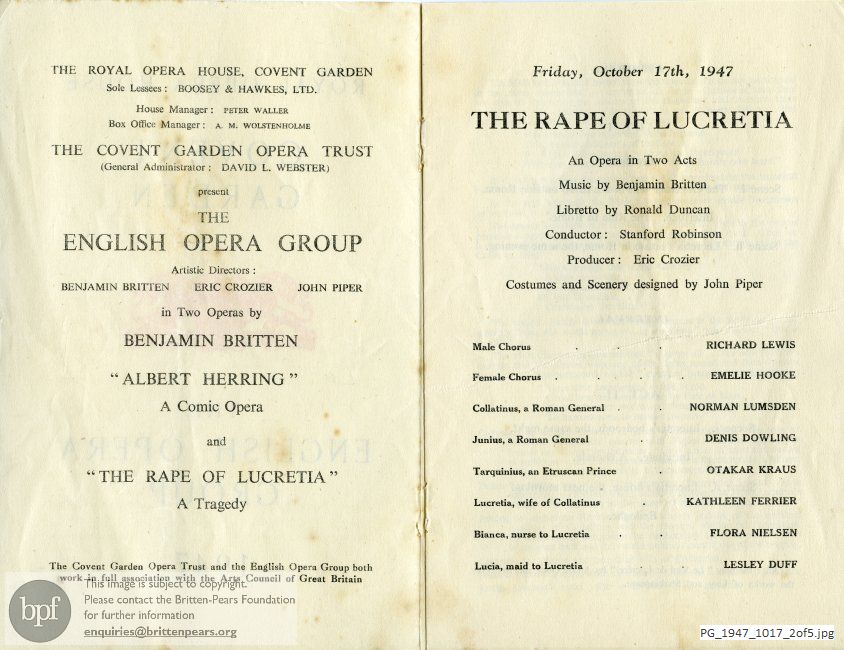 THE ROYAL OPERA HOUSE, COVENT GARDEN
Sole Lessees : BOOSEY & HAWKES, LTD.
House Manager : PETER WALLER
Box Office Manager : A. M. WOLSTENHOLME
THE COVENT GARDEN OPERA TRUST
(General Administrator : DAVID L. WEBSTER)
present
THE
ENGLISH OPERA GROUP
Artistic Directors :
BENJAMIN BRITTEN ERIC CROZIER JOHN PIPER
in Two Operas by
BENJAMIN BRITTEN
“ ALBERT HERRING ”
A Comic Opera
and
“ THE RAPE OF LUCRETIA ”
A Tragedy
The Covent Garden Opera Trust and the English Opera Group both
work in full association with the Arts Council of Great Britain
bpf
This image is subject to copyright.
Please contact the Britten-Pears Foundation
for further information
enquiries@brittenpears.org
Friday, October 17th, 1947
THE RAPE OF LUCRETIA
An Opera in Two Acts
Music by Benjamin Britten
Libretto by Ronald Duncan
Conductor : Stanford Robinson
Producer : Eric Crozier
Costumes and Scenery designed by John Piper
Male Chorus . . . RICHARD LEWIS
Female Chorus . . . . EMELIE HOOKE
Collatinus, a Roman General . . NORMAN LUMSDEN
Junius, a Roman General . . DENIS DOWLING
Tarquinius, an Etruscan Prince . OTAKAR KRAUS
Lucretia, wife of Collatinus . KATHLEEN FERRIER
Bianca, nurse to Lucretia . . FLORA NIELSEN
Lucia, maid to Lucretia . LESLEY DUFF
PG_1947_1017_2of5.jpg